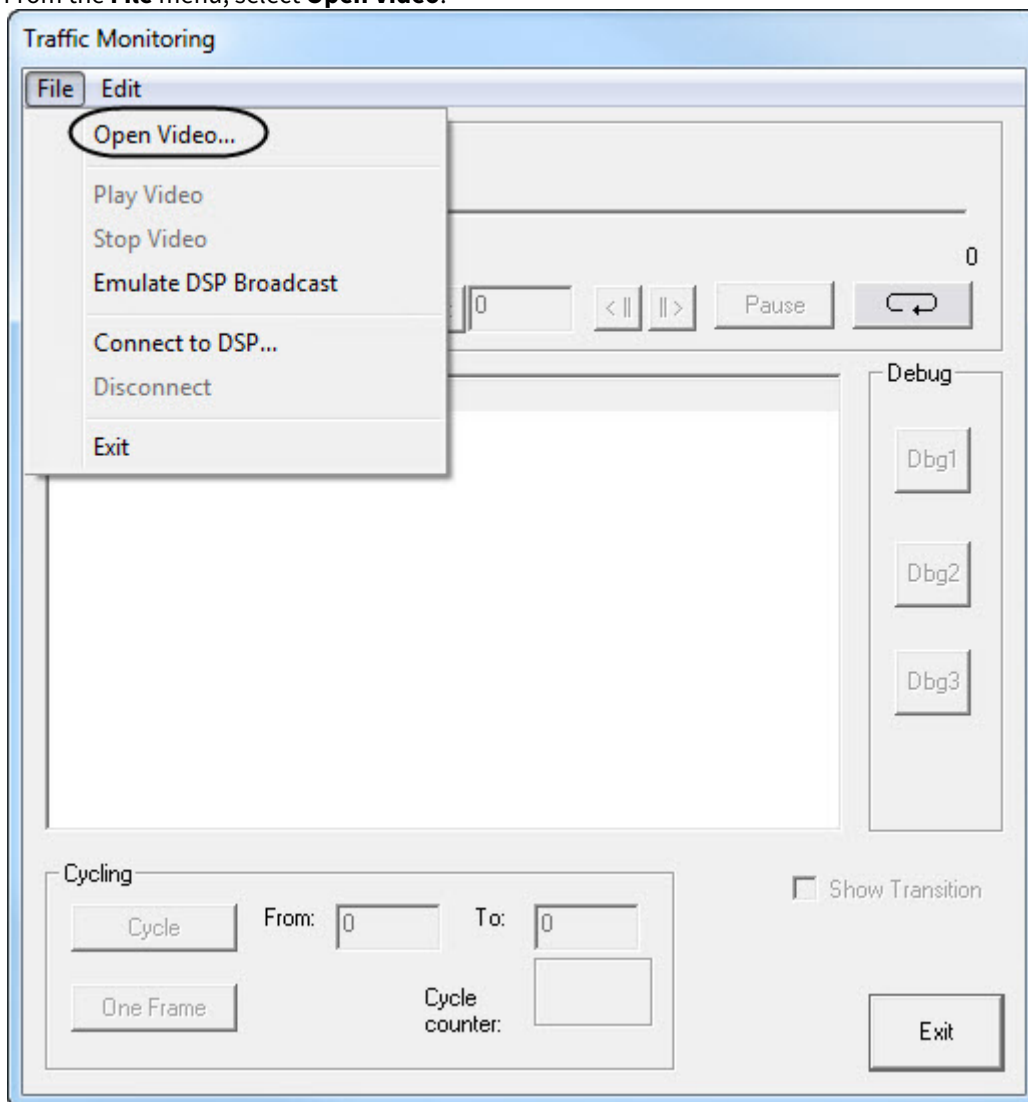 From the File menu, select Open Video.
Traffic Monitoring
File Edit
Open Video...
Play Video
Stop Video
0
Emulate DSP Broadcast
0 < || || > Pause
Connect to DSP...
Debug
Disconnect
Exit
Dbg1
Dbg2
Dbg3
Cycling
Show Transition
Cycle From: 0 To: 0
One Frame
Cycle
counter:
Exit